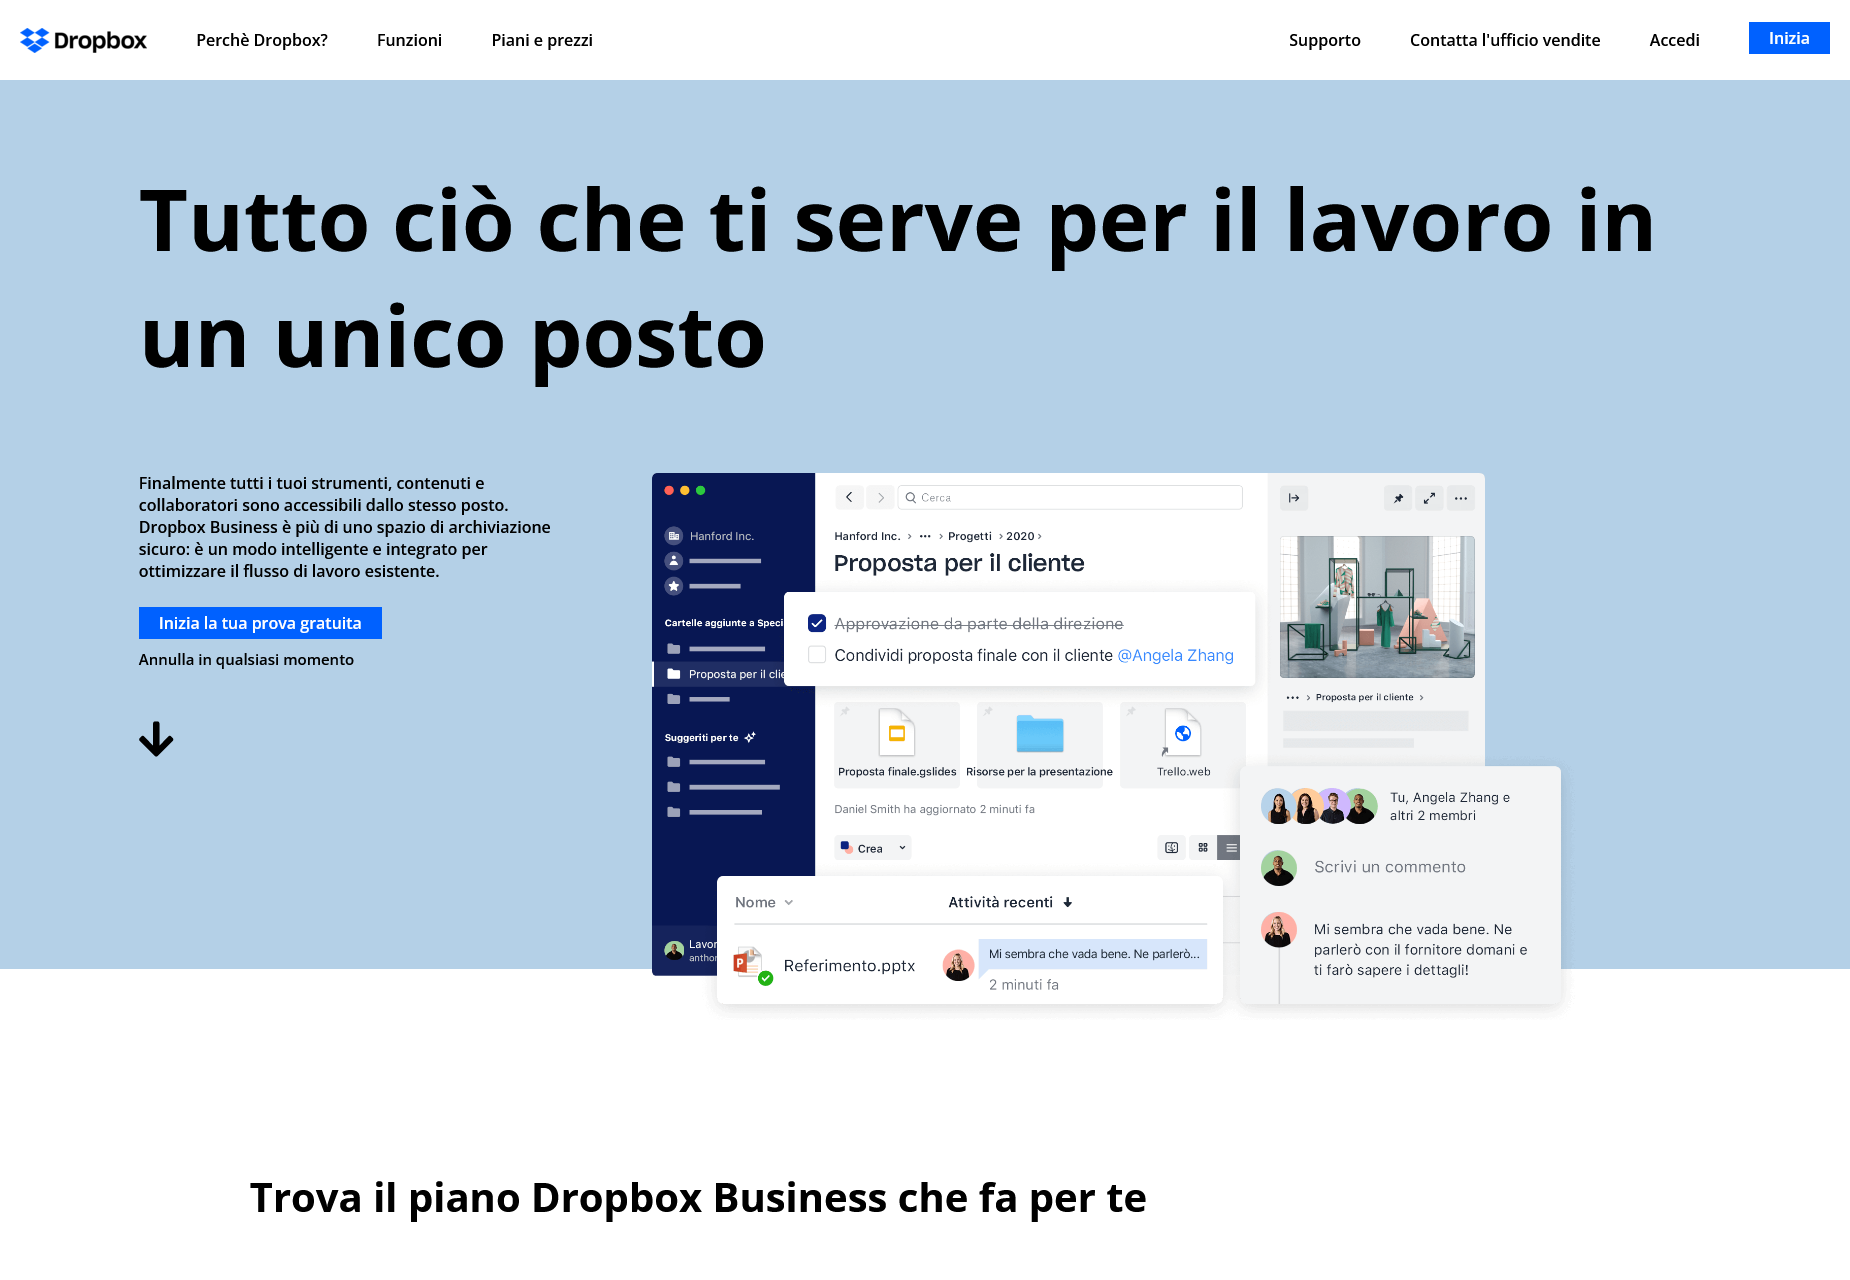 Dropbox
Perchè Dropbox?
Funzioni
Piani e prezzi
Supporto
Contatta l'ufficio vendite
Accedi
Inizia
Tutto ciò che ti serve per il lavoro in
un unico posto
Finalmente tutti i tuoi strumenti, contenuti e
collaboratori sono accessibili dallo stesso posto.
Dropbox Business è più di uno spazio di archiviazione
sicuro: è un modo intelligente e integrato per
ottimizzare il flusso di lavoro esistente.
Inizia la tua prova gratuita
Annulla in qualsiasi momento
Hanford Inc.
Cartelle aggiunte a Speci
Proposta per il clie
Suggeriti per te
Lavor
anthon
Cerca
Hanford Inc. › ··· › Progetti › 2020 ›
Proposta per il cliente
Approvazione da parte della direzione
Condividi proposta finale con il cliente @Angela Zhang
Proposta finale.gslides
Risorse per la presentazione
Trello.web
Daniel Smith ha aggiornato 2 minuti fa
Crea
Nome
Attività recenti
Referimento.pptx
Mi sembra che vada bene. Ne parlerò...
2 minuti fa
··· › Proposta per il cliente ›
Tu, Angela Zhang e
altri 2 membri
Scrivi un commento
Mi sembra che vada bene. Ne
parlerò con il fornitore domani e
ti farò sapere i dettagli!
Trova il piano Dropbox Business che fa per te